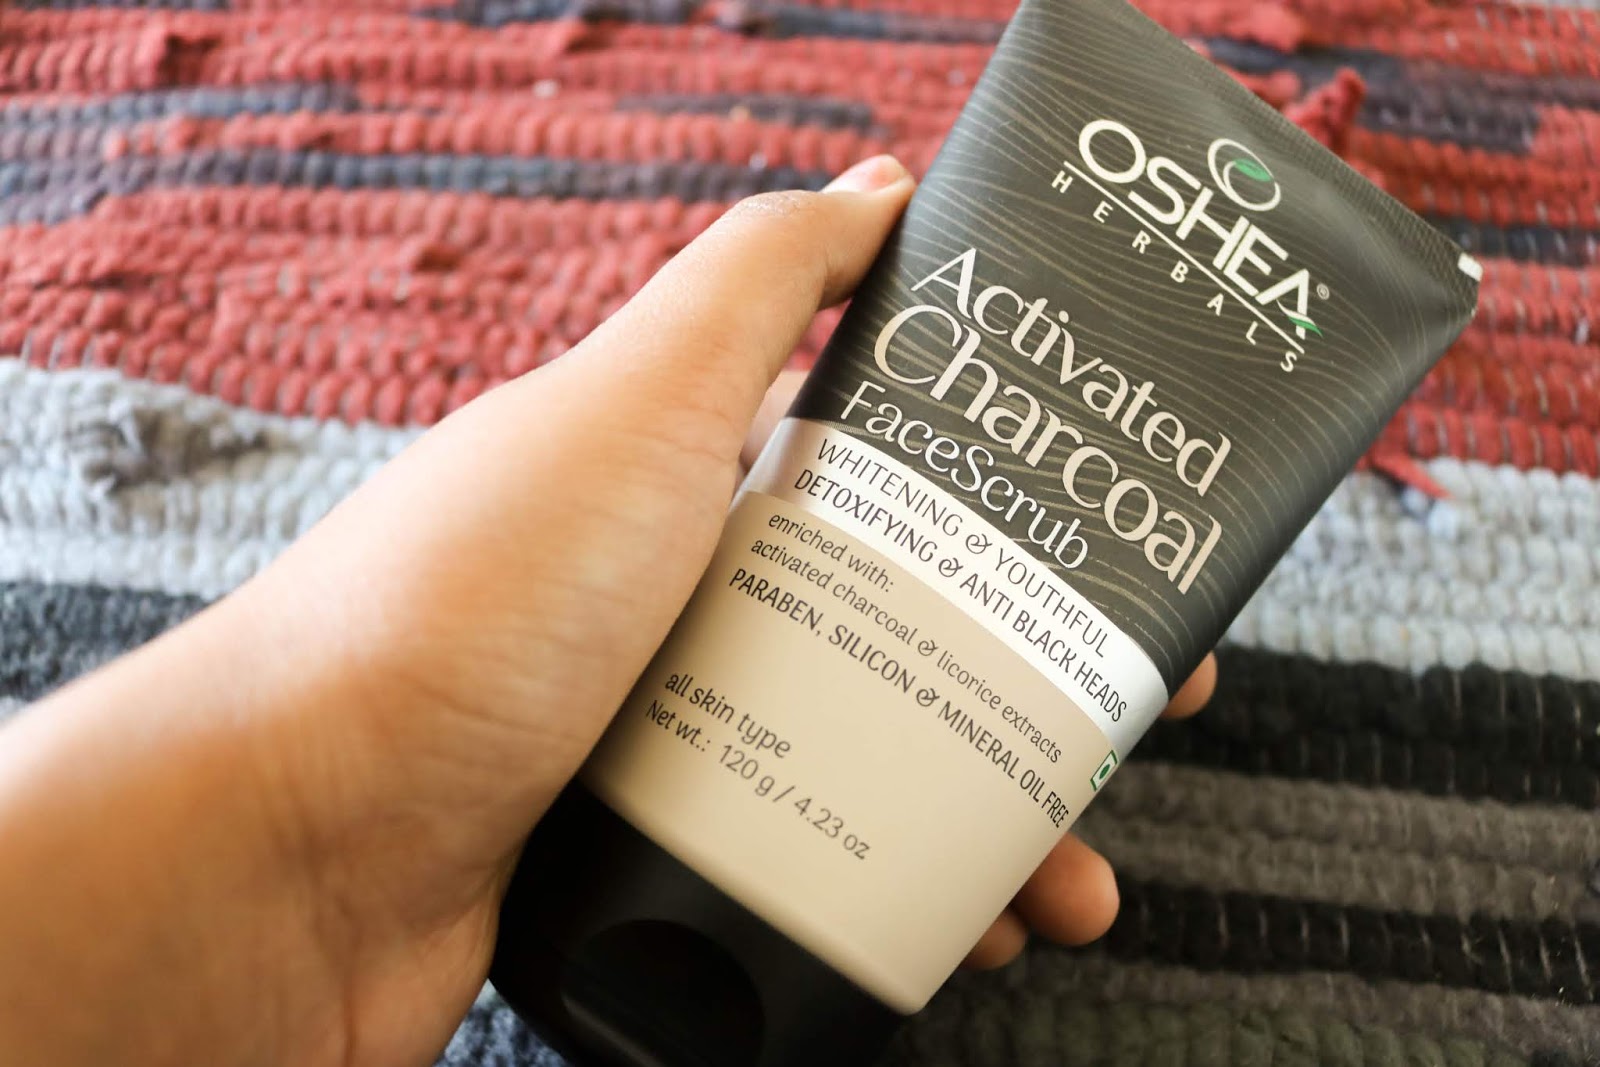 OSHEA®
HERBALS
Activated
Charcoal
FaceScrub
WHITENING & YOUTHFUL
DETOXIFYING & ANTI BLACK HEADS
enriched with:
activated charcoal & licorice extracts
PARABEN, SILICON & MINERAL OIL FREE
all skin type
Net wt.: 120 g / 4.23 oz